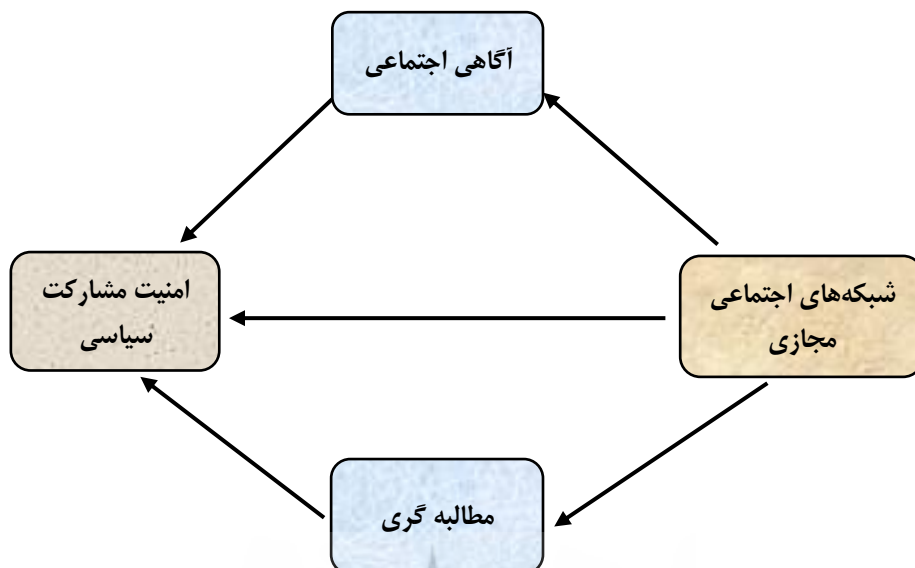 آگاهی اجتماعی
شبکه‌های اجتماعی
مجازی
امنیت مشارکت
سیاسی
مطالبه گری